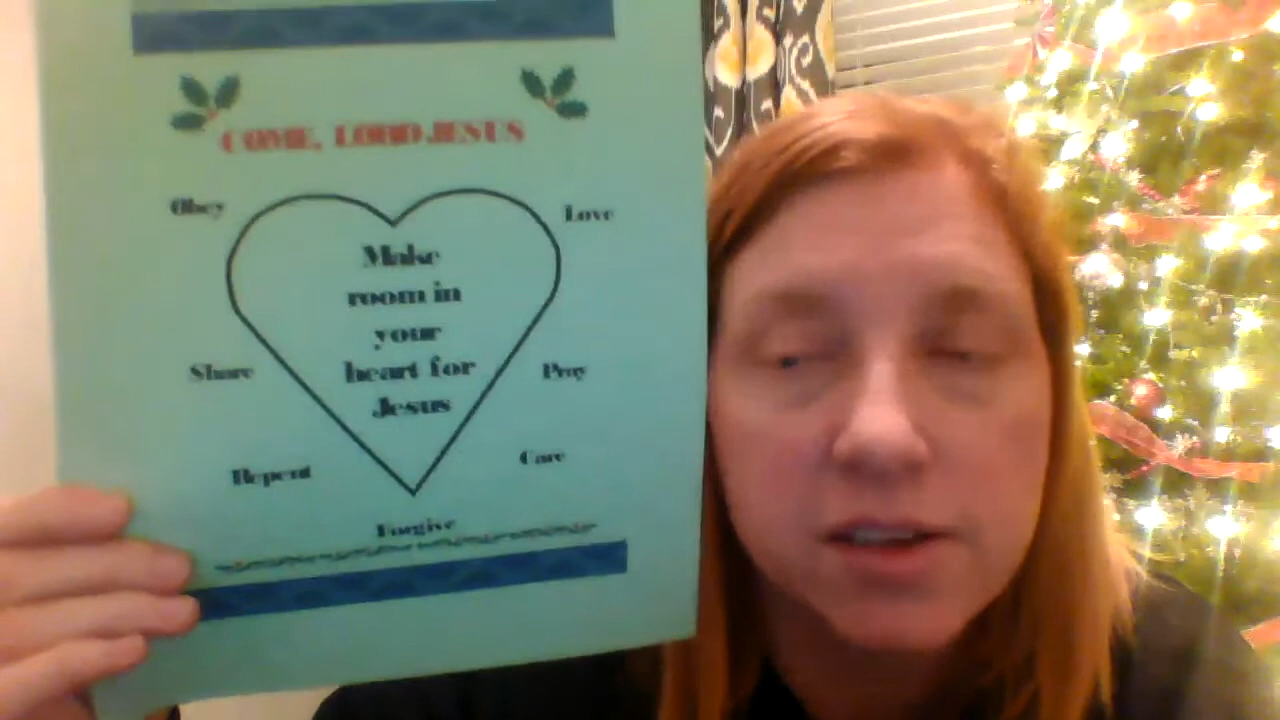 COME, LORD JESUS
Obey
Love
Make
room in
your
heart for
Jesus
Share
Pray
Repent
Care
Forgive